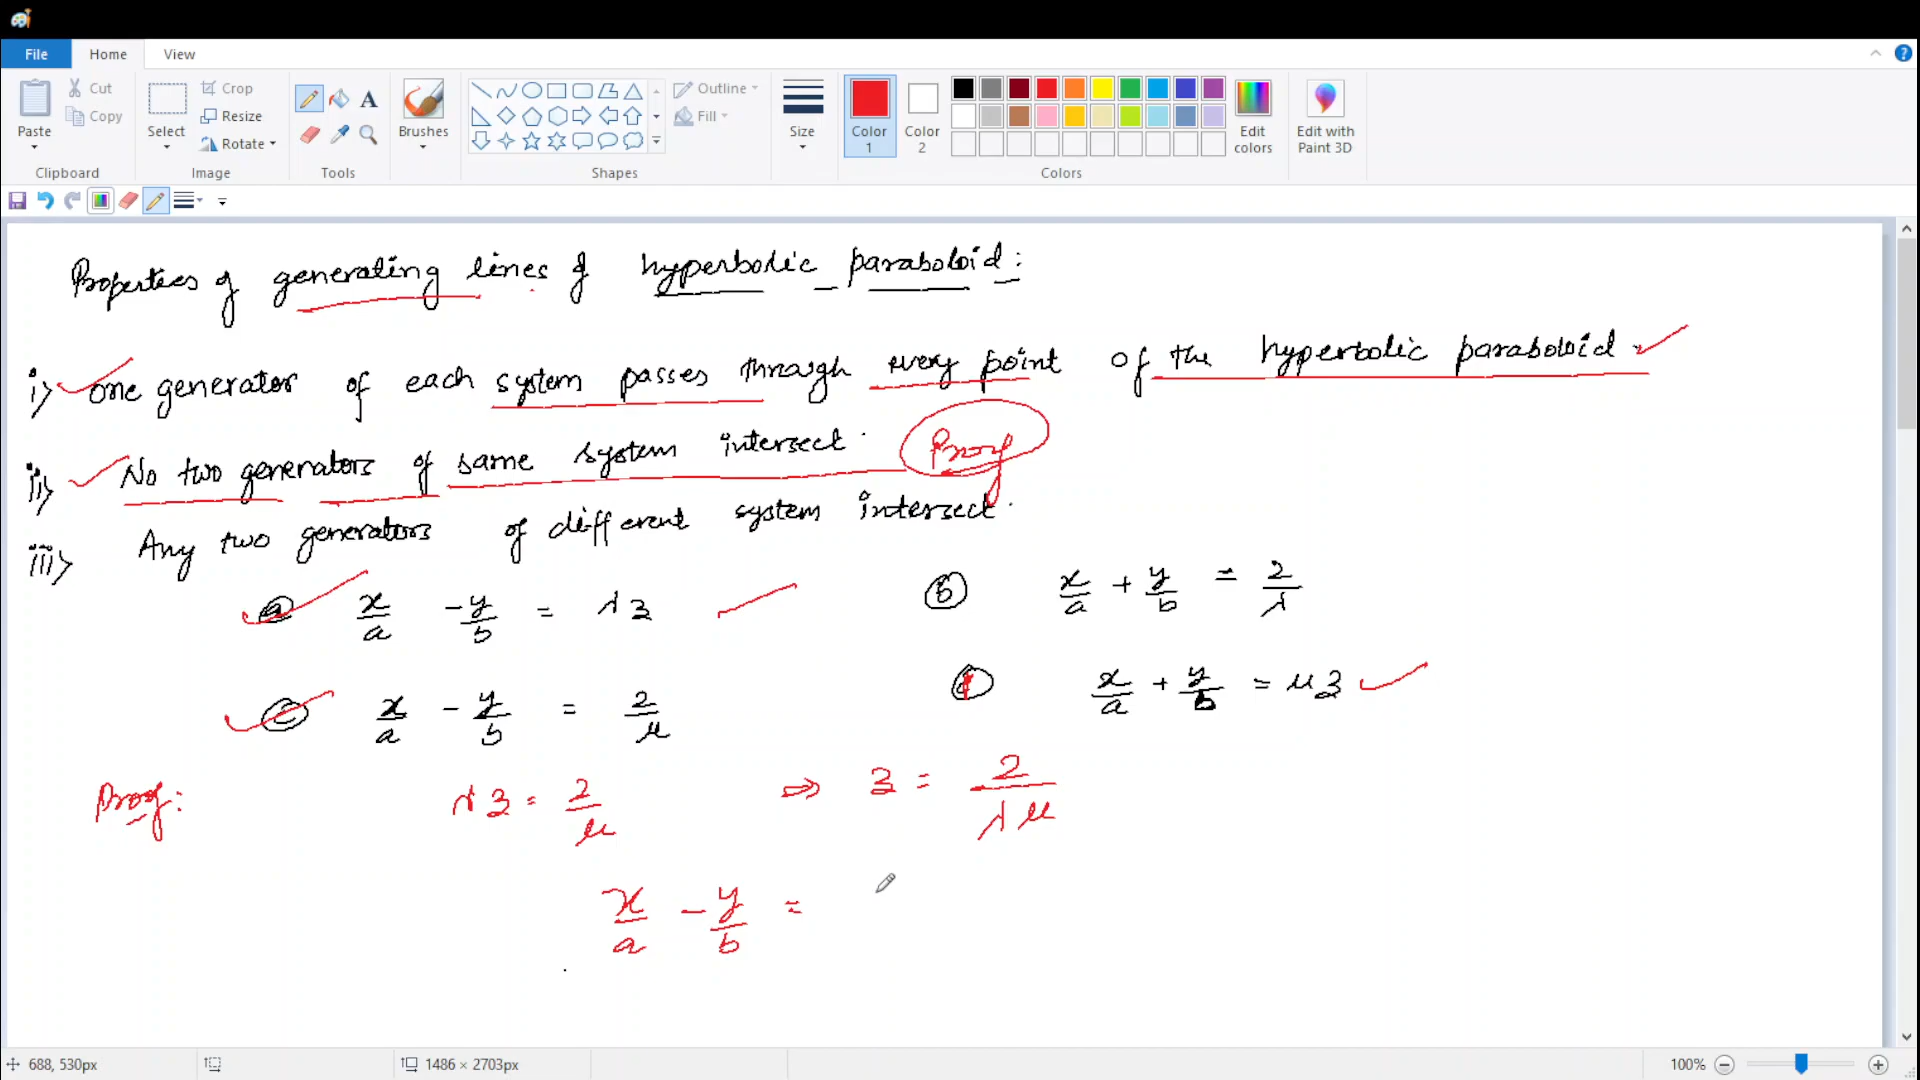 File Home View
Paste Cut Copy Select Crop Resize Rotate Brushes Outline Fill Size Color 1 Color 2 Edit colors Edit with Paint 3D
Clipboard Image Tools Shapes Colors
Properties of generating lines of hyperbolic paraboloid:
i) One generator of each system passes through every point of the hyperbolic paraboloid.
ii) No two generators of same system intersect. Proof
iii) Any two generators of different system intersect.
ⓐ x/a - y/b = λz ⓑ x/a + y/b = 2/λ
ⓒ x/a - y/b = 2/μ x/a + y/b = μz
Proof: λz = 2/μ ⇒ z = 2/λμ
x/a - y/b =
688, 530px 1486 × 2703px 100%